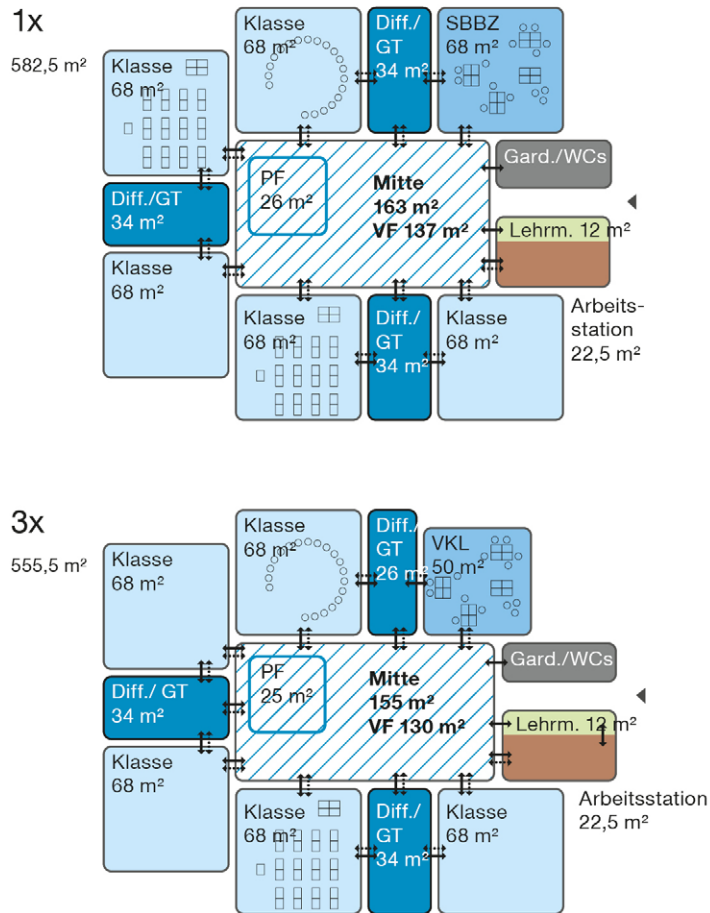 1x
582,5 m²
Klasse
68 m²
Klasse
68 m²
Diff./
GT
34 m²
SBBZ
68 m²
Diff./GT
34 m²
Klasse
68 m²
PF
26 m²
Mitte
163 m²
VF 137 m²
Gard./WCs
Lehrm. 12 m²
Arbeits-
station
22,5 m²
Klasse
68 m²
Diff./
GT
34 m²
Klasse
68 m²
3x
555,5 m²
Klasse
68 m²
Klasse
68 m²
Diff./
GT
26 m²
VKL
50 m²
Diff./ GT
34 m²
Klasse
68 m²
PF
25 m²
Mitte
155 m²
VF 130 m²
Gard./WCs
Lehrm. 12 m²
Arbeitsstation
22,5 m²
Klasse
68 m²
Diff./
GT
34 m²
Klasse
68 m²